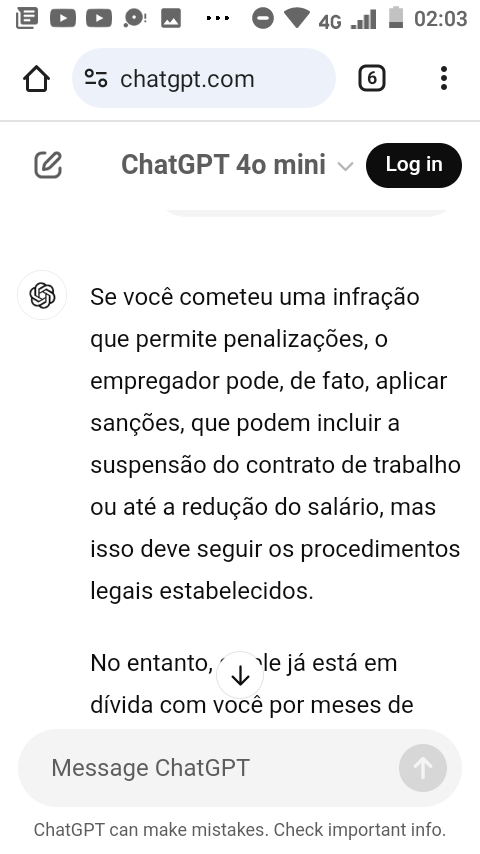 4G 02:03
chatgpt.com
6
ChatGPT 4o mini
Log in
Se você cometeu uma infração
que permite penalizações, o
empregador pode, de fato, aplicar
sanções, que podem incluir a
suspensão do contrato de trabalho
ou até a redução do salário, mas
isso deve seguir os procedimentos
legais estabelecidos.
No entanto, já está em
dívida com você por meses de
Message ChatGPT
ChatGPT can make mistakes. Check important info.